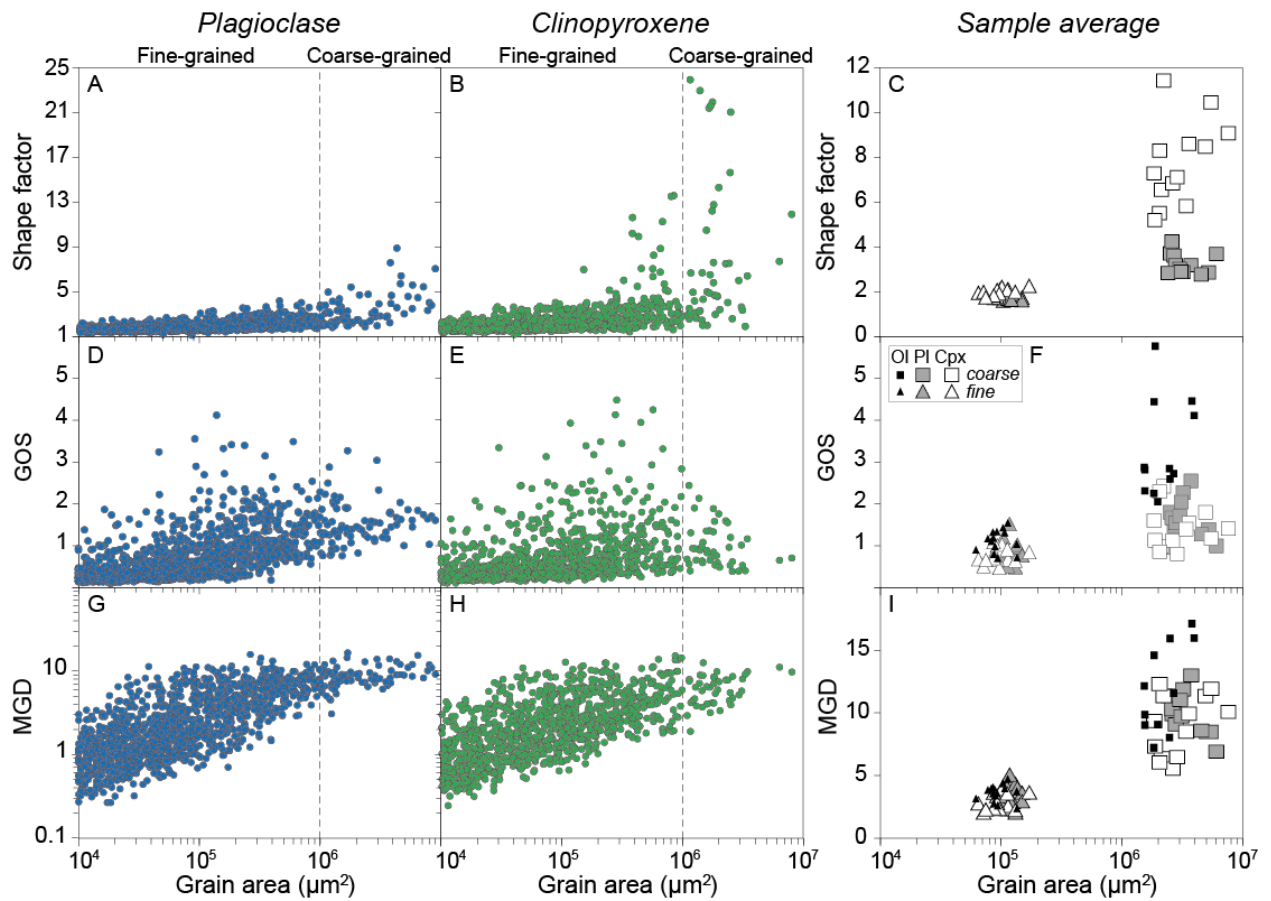 Plagioclase
Clinopyroxene
Sample average
Fine-grained
Coarse-grained
Fine-grained
Coarse-grained
25
21
17
13
9
5
1
Shape factor
A
B
12
10
8
6
4
2
0
Shape factor
C
5
4
3
2
1
GOS
D
E
5
4
3
2
1
GOS
Ol Pl Cpx
coarse
fine
F
10
1
0.1
MGD
G
H
15
10
5
0
MGD
I
10⁴
10⁵
10⁶
10⁴
10⁵
10⁶
10⁴
10⁵
10⁶
10⁷
Grain area (µm²)
Grain area (µm²)
Grain area (µm²)